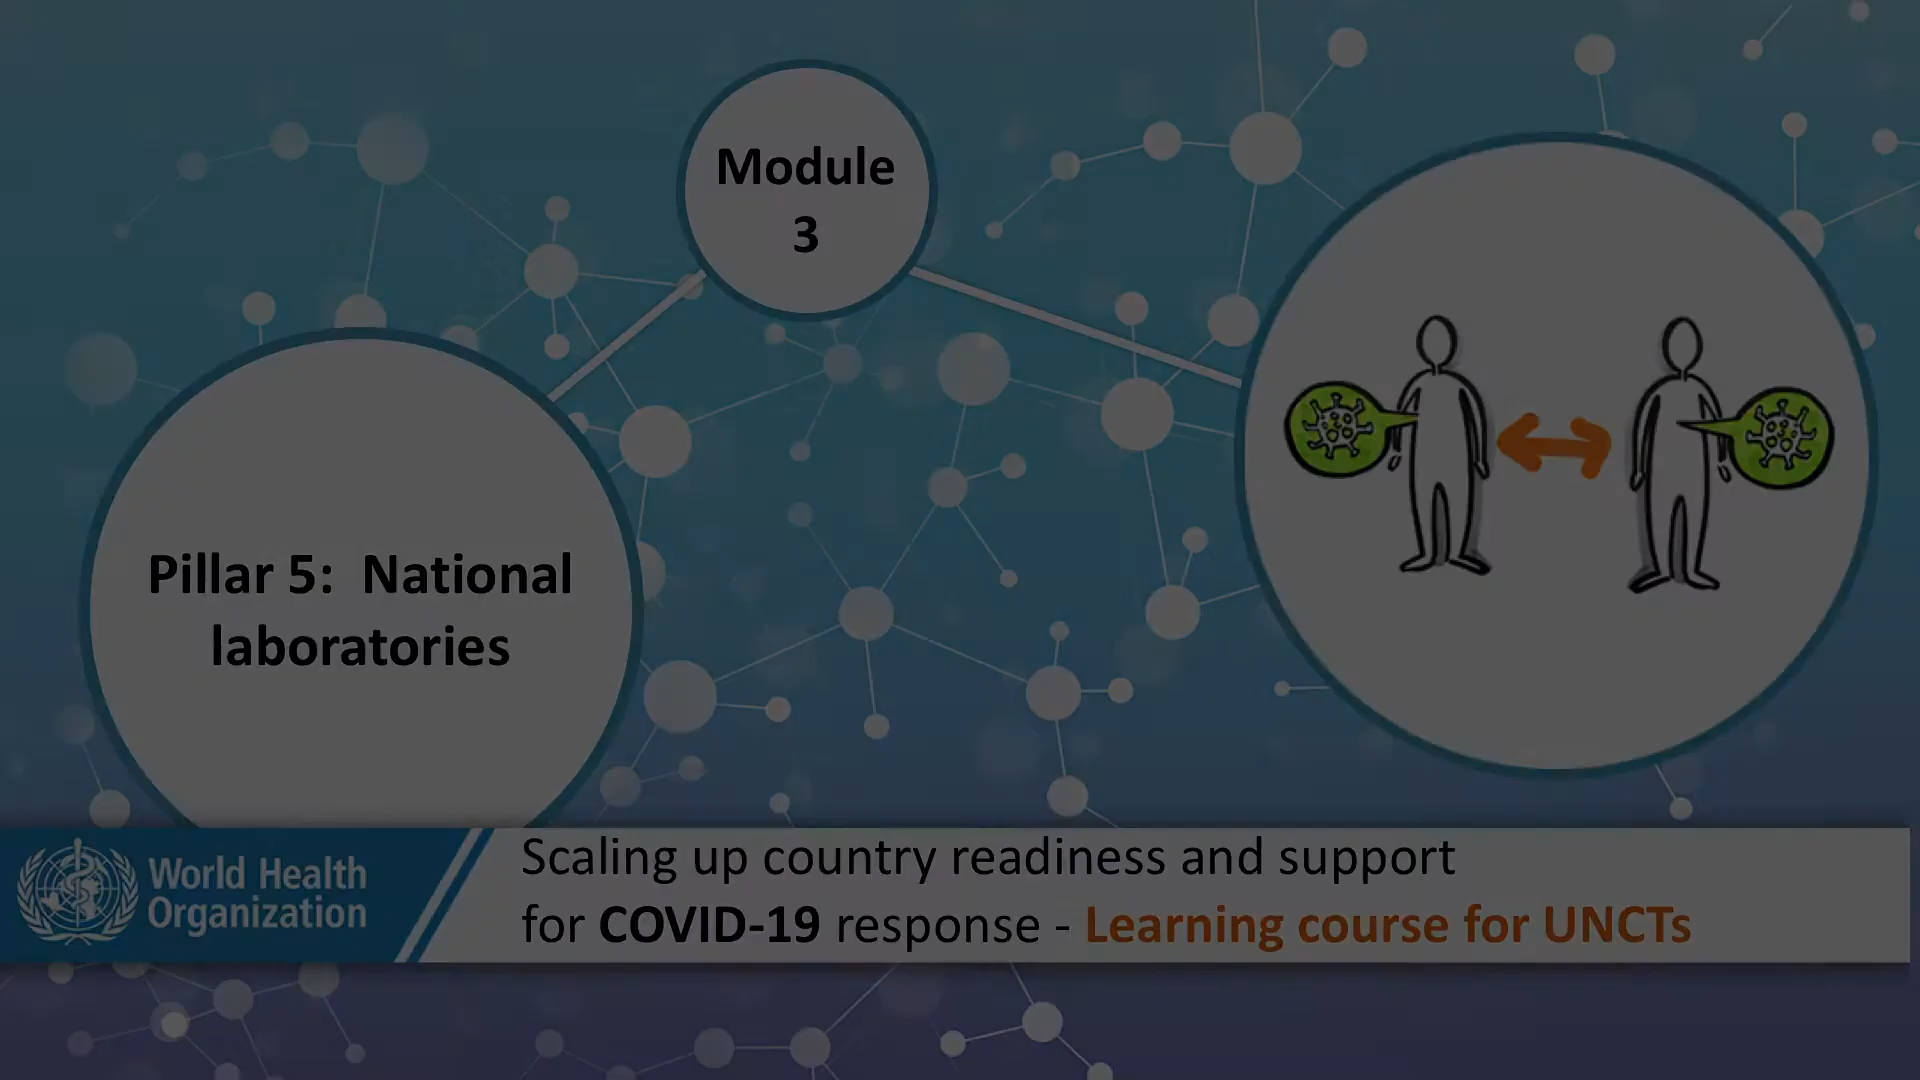 Module
3
Pillar 5:  National
laboratories
World Health
Organization
Scaling up country readiness and support
for COVID-19 response - Learning course for UNCTs